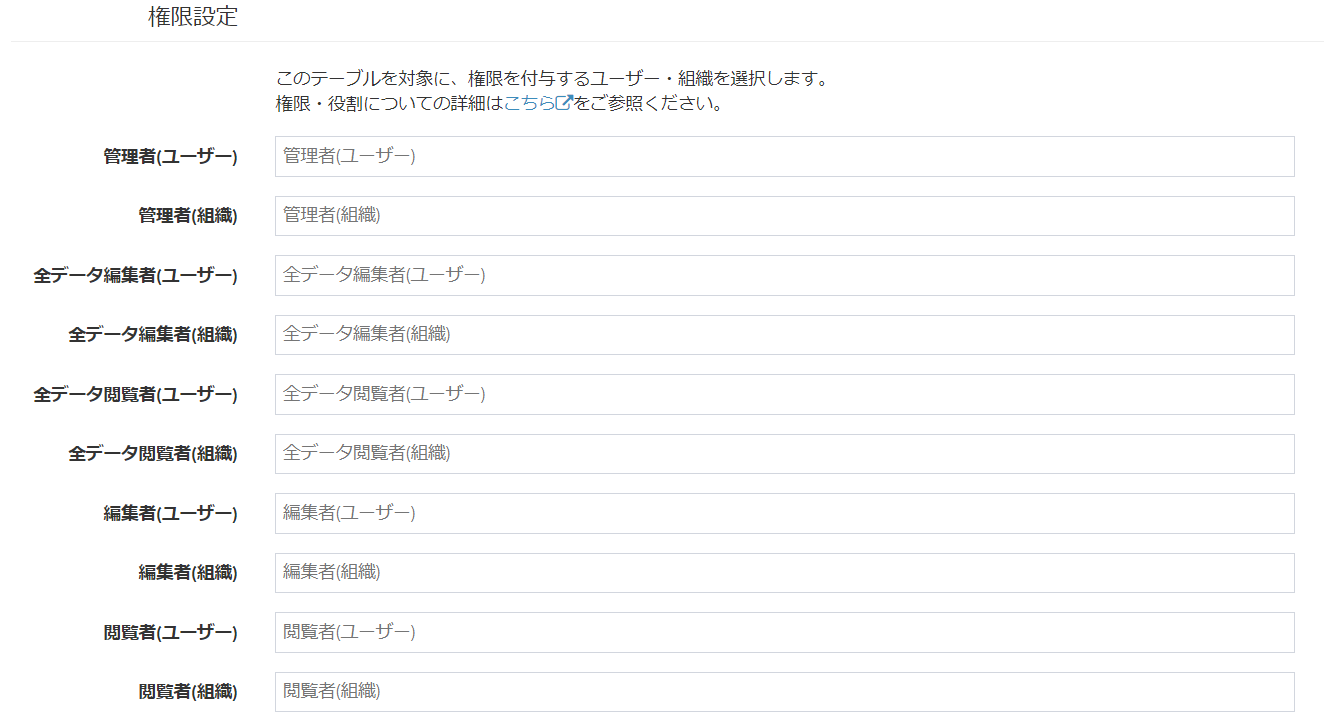 権限設定
このテーブルを対象に、権限を付与するユーザー・組織を選択します。
権限・役割についての詳細はこちらをご参照ください。
管理者(ユーザー) 管理者(ユーザー)
管理者(組織) 管理者(組織)
全データ編集者(ユーザー) 全データ編集者(ユーザー)
全データ編集者(組織) 全データ編集者(組織)
全データ閲覧者(ユーザー) 全データ閲覧者(ユーザー)
全データ閲覧者(組織) 全データ閲覧者(組織)
編集者(ユーザー) 編集者(ユーザー)
編集者(組織) 編集者(組織)
閲覧者(ユーザー) 閲覧者(ユーザー)
閲覧者(組織) 閲覧者(組織)